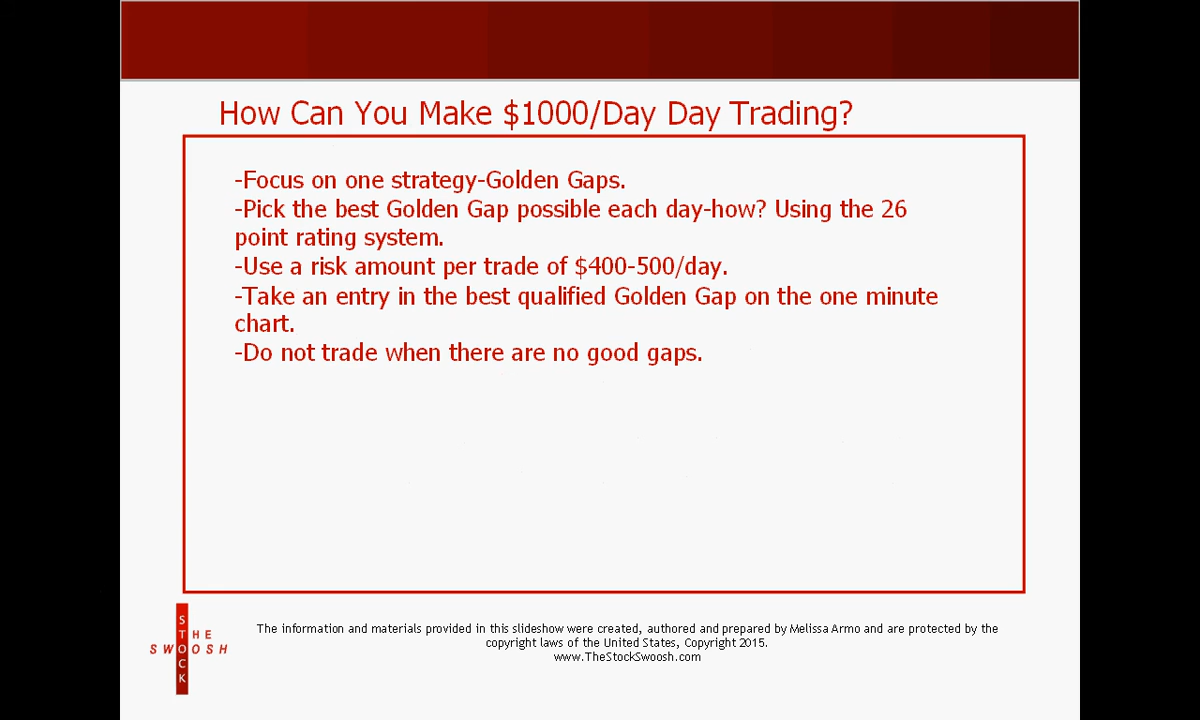 How Can You Make $1000/Day Day Trading?
-Focus on one strategy-Golden Gaps.
-Pick the best Golden Gap possible each day-how? Using the 26
point rating system.
-Use a risk amount per trade of $400-500/day.
-Take an entry in the best qualified Golden Gap on the one minute
chart.
-Do not trade when there are no good gaps.
THE
STOCK
SWOOSH
The information and materials provided in this slideshow were created, authored and prepared by Melissa Armo and are protected by the
copyright laws of the United States, Copyright 2015.
www.TheStockSwoosh.com